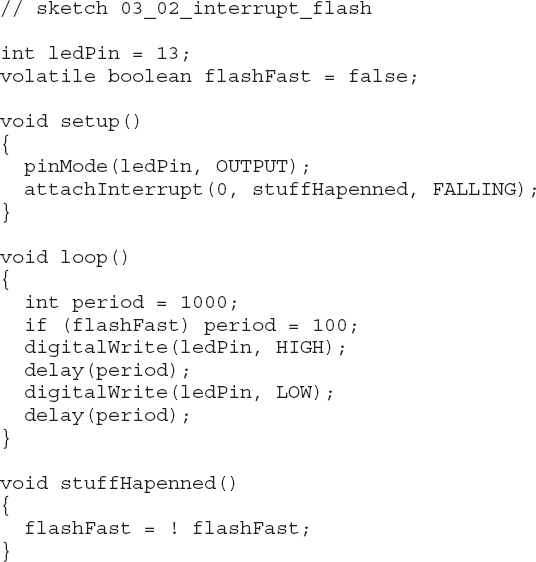 // sketch 03_02_interrupt_flash

int ledPin = 13;
volatile boolean flashFast = false;

void setup()
{
  pinMode(ledPin, OUTPUT);
  attachInterrupt(0, stuffHapenned, FALLING);
}

void loop()
{
  int period = 1000;
  if (flashFast) period = 100;
  digitalWrite(ledPin, HIGH);
  delay(period);
  digitalWrite(ledPin, LOW);
  delay(period);
}

void stuffHapenned()
{
  flashFast = ! flashFast;
}